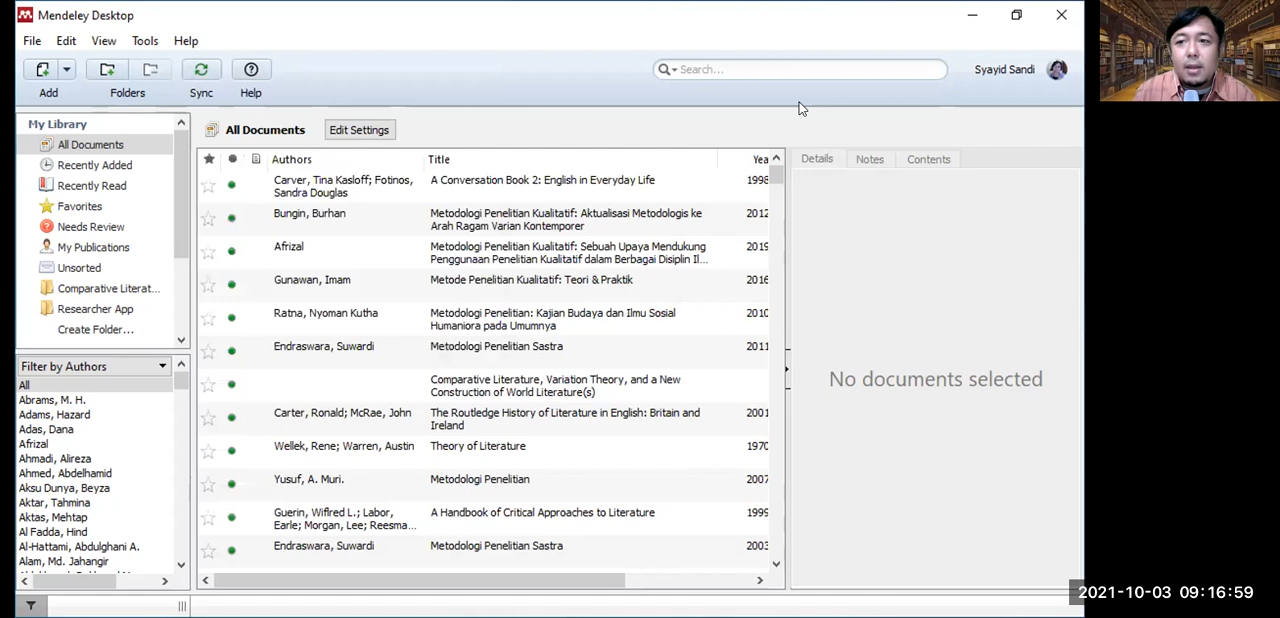 Mendeley Desktop
File Edit View Tools Help
Search...
Syayid Sandi
Add Folders Sync Help
My Library
All Documents
Recently Added
Recently Read
Favorites
Needs Review
My Publications
Unsorted
Comparative Literat...
Researcher App
Create Folder...
Filter by Authors
All
Abrams, M. H.
Adams, Hazard
Adas, Dana
Afrizal
Ahmadi, Alireza
Ahmed, Abdelhamid
Aksu Dunya, Beyza
Aktar, Tahmina
Aktas, Mehtap
Al Fadda, Hind
Al-Hattami, Abdulghani A.
Alam, Md. Jahangir
All Documents Edit Settings
Authors Title Yea
Carver, Tina Kasloff; Fotinos, A Conversation Book 2: English in Everyday Life 1998
Sandra Douglas
Bungin, Burhan Metodologi Penelitian Kualitatif: Aktualisasi Metodologis ke 2012
Arah Ragam Varian Kontemporer
Afrizal Metodologi Penelitian Kualitatif: Sebuah Upaya Mendukung 2019
Penggunaan Penelitian Kualitatif dalam Berbagai Disiplin Il...
Gunawan, Imam Metode Penelitian Kualitatif: Teori & Praktik 2016
Ratna, Nyoman Kutha Metodologi Penelitian: Kajian Budaya dan Ilmu Sosial 2010
Humaniora pada Umumnya
Endraswara, Suwardi Metodologi Penelitian Sastra 2011
Comparative Literature, Variation Theory, and a New
Construction of World Literature(s)
Carter, Ronald; McRae, John The Routledge History of Literature in English: Britain and 2001
Ireland
Wellek, Rene; Warren, Austin Theory of Literature 1970
Yusuf, A. Muri. Metodologi Penelitian 2007
Guerin, Wiflred L.; Labor, A Handbook of Critical Approaches to Literature 1999
Earle; Morgan, Lee; Reesma...
Endraswara, Suwardi Metodologi Penelitian Sastra 2003
Details Notes Contents
No documents selected
2021-10-03 09:16:59